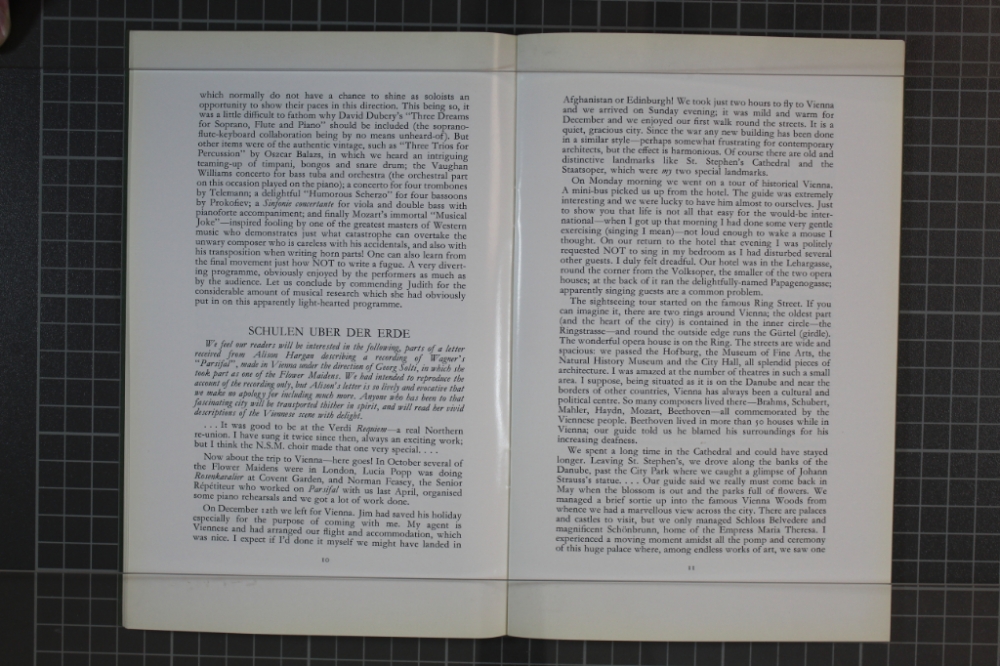 which normally do not have a chance to shine as soloists an
opportunity to show their paces in this direction. This being so, it
was a little difficult to fathom why David Dubery's "Three Dreams
for Soprano, Flute and Piano" should be included (the soprano-
flute-keyboard collaboration being by no means unheard-of). But
other items were of the authentic vintage, such as "Three Trios for
Percussion" by Oszcar Balazs, in which we heard an intriguing
teaming-up of timpani, bongos and snare drum; the Vaughan
Williams concerto for bass tuba and orchestra (the orchestral part
on this occasion played on the piano); a concerto for four trombones
by Telemann; a delightful "Humorous Scherzo" for four bassoons
by Prokofiev; a Sinfonie concertante for viola and double bass with
pianoforte accompaniment; and finally Mozart's immortal "Musical
Joke"—inspired fooling by one of the greatest masters of Western
music who demonstrates just what catastrophe can overtake the
unwary composer who is careless with his accidentals, and also with
his transposition when writing horn parts! One can also learn from
the final movement just how NOT to write a fugue. A very divert-
ing programme, obviously enjoyed by the performers as much as
by the audience. Let us conclude by commending Judith for the
considerable amount of musical research which she had obviously
put in on this apparently light-hearted programme.
SCHULEN UBER DER ERDE
We feel our readers will be interested in the following, parts of a letter
received from Alison Hargan describing a recording of Wagner's
"Parsifal", made in Vienna under the direction of Georg Solti, in which she
took part as one of the Flower Maidens. We had intended to reproduce the
account of the recording only, but Alison's letter is so lively and evocative that
we make no apology for including much more. Anyone who has been to that
fascinating city will be transported thither in spirit, and will read her vivid
descriptions of the Viennese scene with delight.
. . . It was good to be at the Verdi Requiem—a real Northern
re-union. I have sung it twice since then, always an exciting work;
but I think the N.S.M. choir made that one very special. . . .
Now about the trip to Vienna—here goes! In October several of
the Flower Maidens were in London, Lucia Popp was doing
Rosenkavalier at Covent Garden, and Norman Feasey, the Senior
Répétiteur who worked on Parsifal with us last April, organised
some piano rehearsals and we got a lot of work done.
On December 12th we left for Vienna. Jim had saved his holiday
especially for the purpose of coming with me. My agent is
Viennese and had arranged our flight and accommodation, which
was nice. I expect if I'd done it myself we might have landed in
10
Afghanistan or Edinburgh! We took just two hours to fly to Vienna
and we arrived on Sunday evening; it was mild and warm for
December and we enjoyed our first walk round the streets. It is a
quiet, gracious city. Since the war any new building has been done
in a similar style—perhaps somewhat frustrating for contemporary
architects, but the effect is harmonious. Of course there are old and
distinctive landmarks like St. Stephen's Cathedral and the
Staatsoper, which were my two special landmarks.
On Monday morning we went on a tour of historical Vienna.
A mini-bus picked us up from the hotel. The guide was extremely
interesting and we were lucky to have him almost to ourselves. Just
to show you that life is not all that easy for the would-be inter-
national—when I got up that morning I had done some very gentle
exercising (singing I mean)—not loud enough to wake a mouse I
thought. On our return to the hotel that evening I was politely
requested NOT to sing in my bedroom as I had disturbed several
other guests. I duly felt dreadful. Our hotel was in the Lehargasse,
round the corner from the Volksoper, the smaller of the two opera
houses; at the back of it ran the delightfully-named Papagenogasse;
apparently singing guests are a common problem.
The sightseeing tour started on the famous Ring Street. If you
can imagine it, there are two rings around Vienna; the oldest part
(and the heart of the city) is contained in the inner circle—the
Ringstrasse—and round the outside edge runs the Gürtel (girdle).
The wonderful opera house is on the Ring. The streets are wide and
spacious: we passed the Hofburg, the Museum of Fine Arts, the
Natural History Museum and the City Hall, all splendid pieces of
architecture. I was amazed at the number of theatres in such a small
area. I suppose, being situated as it is on the Danube and near the
borders of other countries, Vienna has always been a cultural and
political centre. So many composers lived there—Brahms, Schubert,
Mahler, Haydn, Mozart, Beethoven—all commemorated by the
Viennese people. Beethoven lived in more than 30 houses while in
Vienna; our guide told us he blamed his surroundings for his
increasing deafness.
We spent a long time in the Cathedral and could have stayed
longer. Leaving St. Stephen's, we drove along the banks of the
Danube, past the City Park where we caught a glimpse of Johann
Strauss's statue. . . . Our guide said we really must come back in
May when the blossom is out and the parks full of flowers. We
managed a brief sortie up into the famous Vienna Woods from
whence we had a marvellous view across the city. There are palaces
and castles to visit, but we only managed Schloss Belvedere and
magnificent Schönbrunn, home of the Empress Maria Theresa. I
experienced a moving moment amidst all the pomp and ceremony
of this huge palace where, among endless works of art, we saw one
11